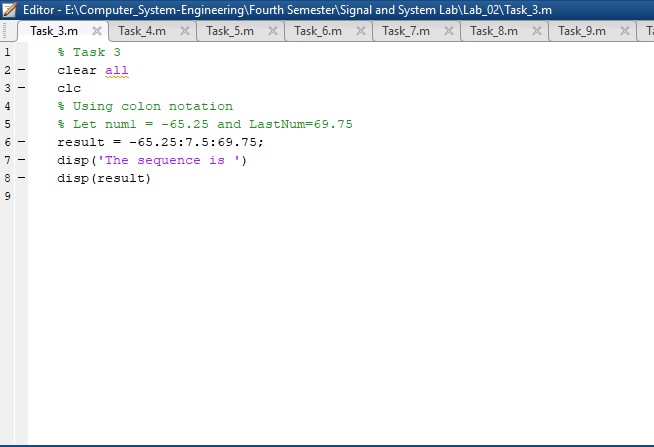 Editor - E:\Computer_System-Engineering\Fourth Semester\Signal and System Lab\Lab_02\Task_3.m
Task_3.m Task_4.m Task_5.m Task_6.m Task_7.m Task_8.m Task_9.m Ta
1 % Task 3
2 - clear all
3 - clc
4 % Using colon notation
5 % Let num1 = -65.25 and LastNum=69.75
6 - result = -65.25:7.5:69.75;
7 - disp('The sequence is ')
8 - disp(result)
9